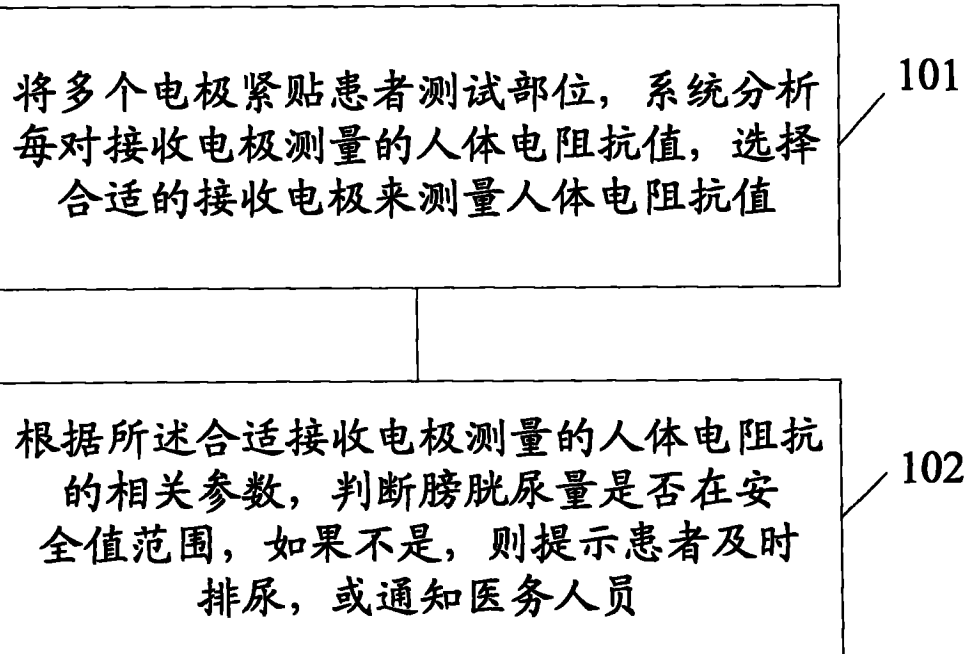 将多个电极紧贴患者测试部位，系统分析
每对接收电极测量的人体电阻抗值，选择
合适的接收电极来测量人体电阻抗值
101
根据所述合适接收电极测量的人体电阻抗
的相关参数，判断膀胱尿量是否在安
全值范围，如果不是，则提示患者及时
排尿，或通知医务人员
102